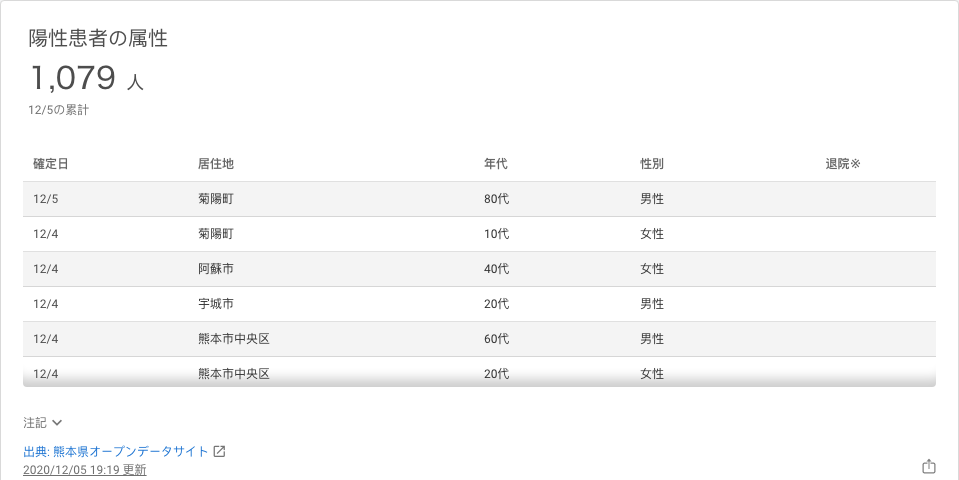 陽性患者の属性
1,079 人
12/5の累計
確定日 居住地 年代 性別 退院※
12/5 菊陽町 80代 男性
12/4 菊陽町 10代 女性
12/4 阿蘇市 40代 女性
12/4 宇城市 20代 男性
12/4 熊本市中央区 60代 男性
12/4 熊本市中央区 20代 女性
注記
出典: 熊本県オープンデータサイト
2020/12/05 19:19 更新